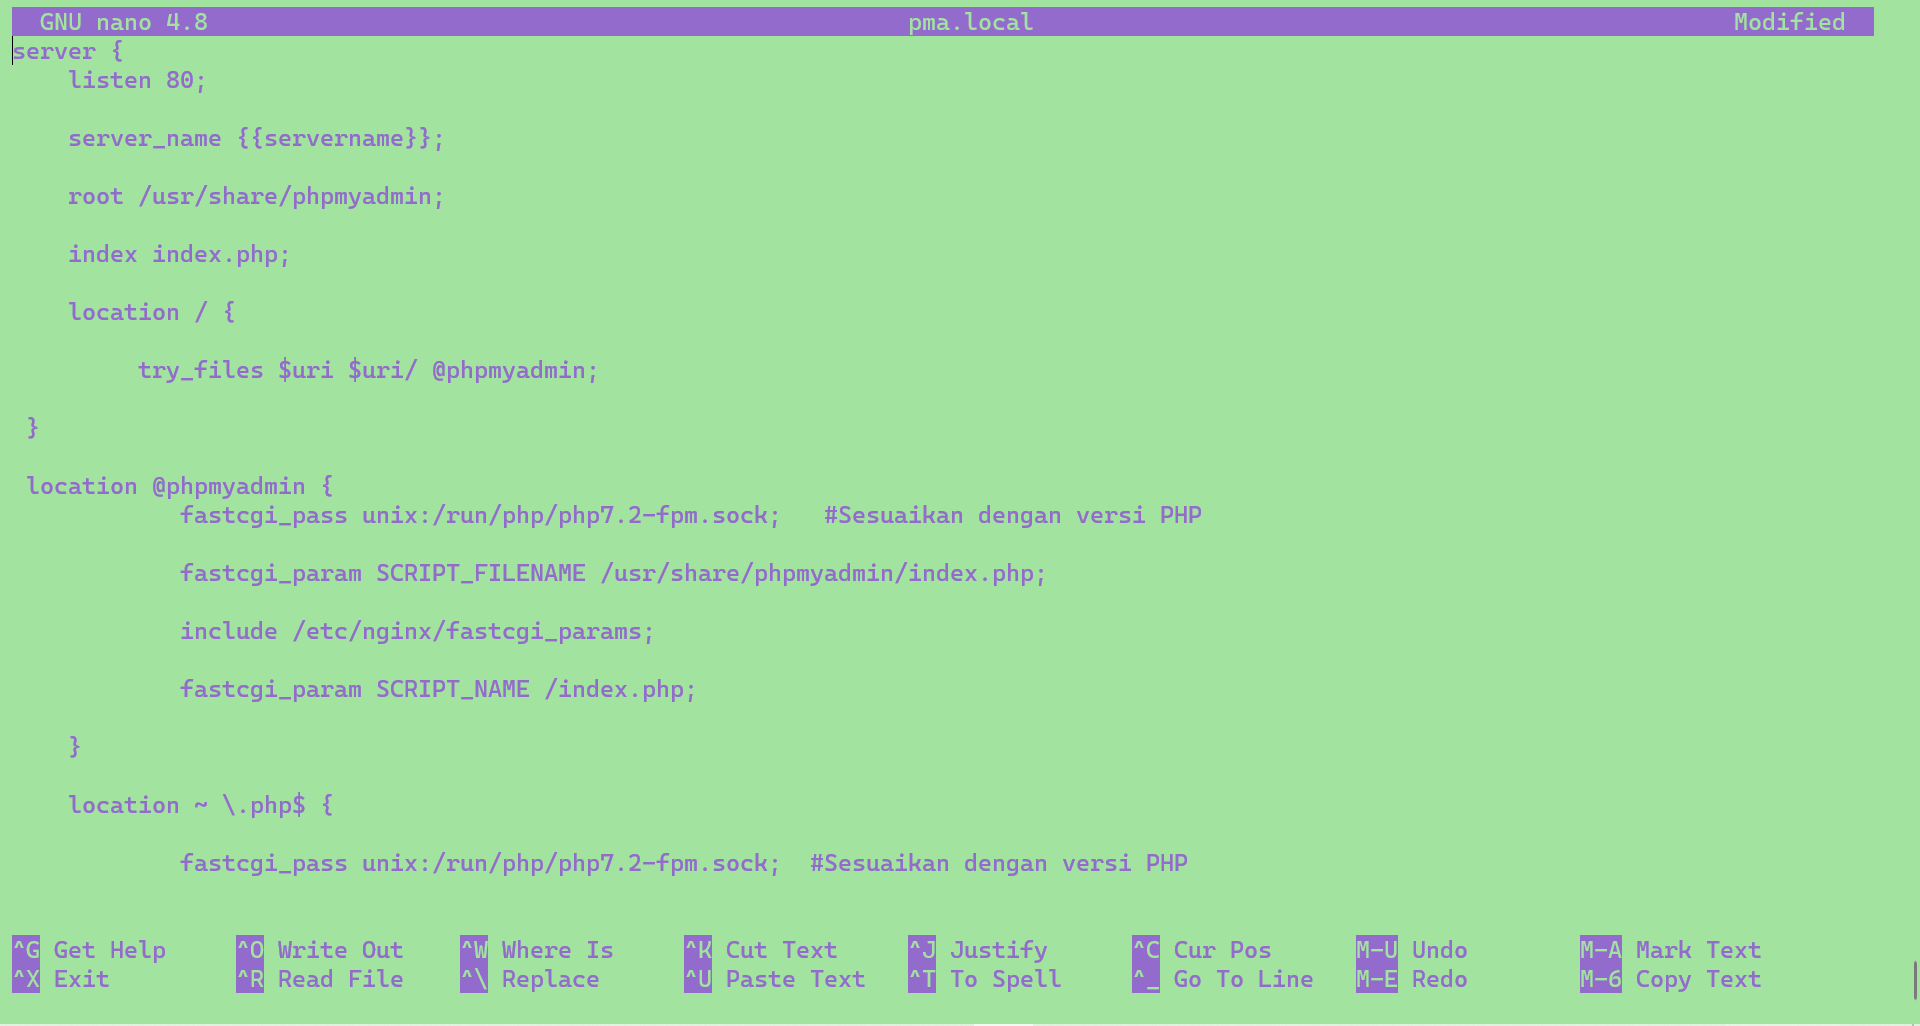 GNU nano 4.8 pma.local Modified
server {
listen 80;
server_name {{servername}};
root /usr/share/phpmyadmin;
index index.php;
location / {
try_files $uri $uri/ @phpmyadmin;
}
location @phpmyadmin {
fastcgi_pass unix:/run/php/php7.2-fpm.sock; #Sesuaikan dengan versi PHP
fastcgi_param SCRIPT_FILENAME /usr/share/phpmyadmin/index.php;
include /etc/nginx/fastcgi_params;
fastcgi_param SCRIPT_NAME /index.php;
}
location ~ \.php$ {
fastcgi_pass unix:/run/php/php7.2-fpm.sock; #Sesuaikan dengan versi PHP
^G Get Help ^O Write Out ^W Where Is ^K Cut Text ^J Justify ^C Cur Pos M-U Undo M-A Mark Text
^X Exit ^R Read File ^\ Replace ^U Paste Text ^T To Spell ^_ Go To Line M-E Redo M-6 Copy Text